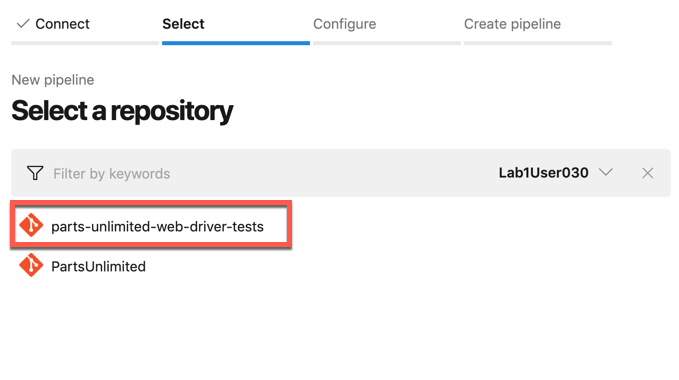 Connect Select Configure Create pipeline
New pipeline
Select a repository
Filter by keywords Lab1User030
parts-unlimited-web-driver-tests
PartsUnlimited